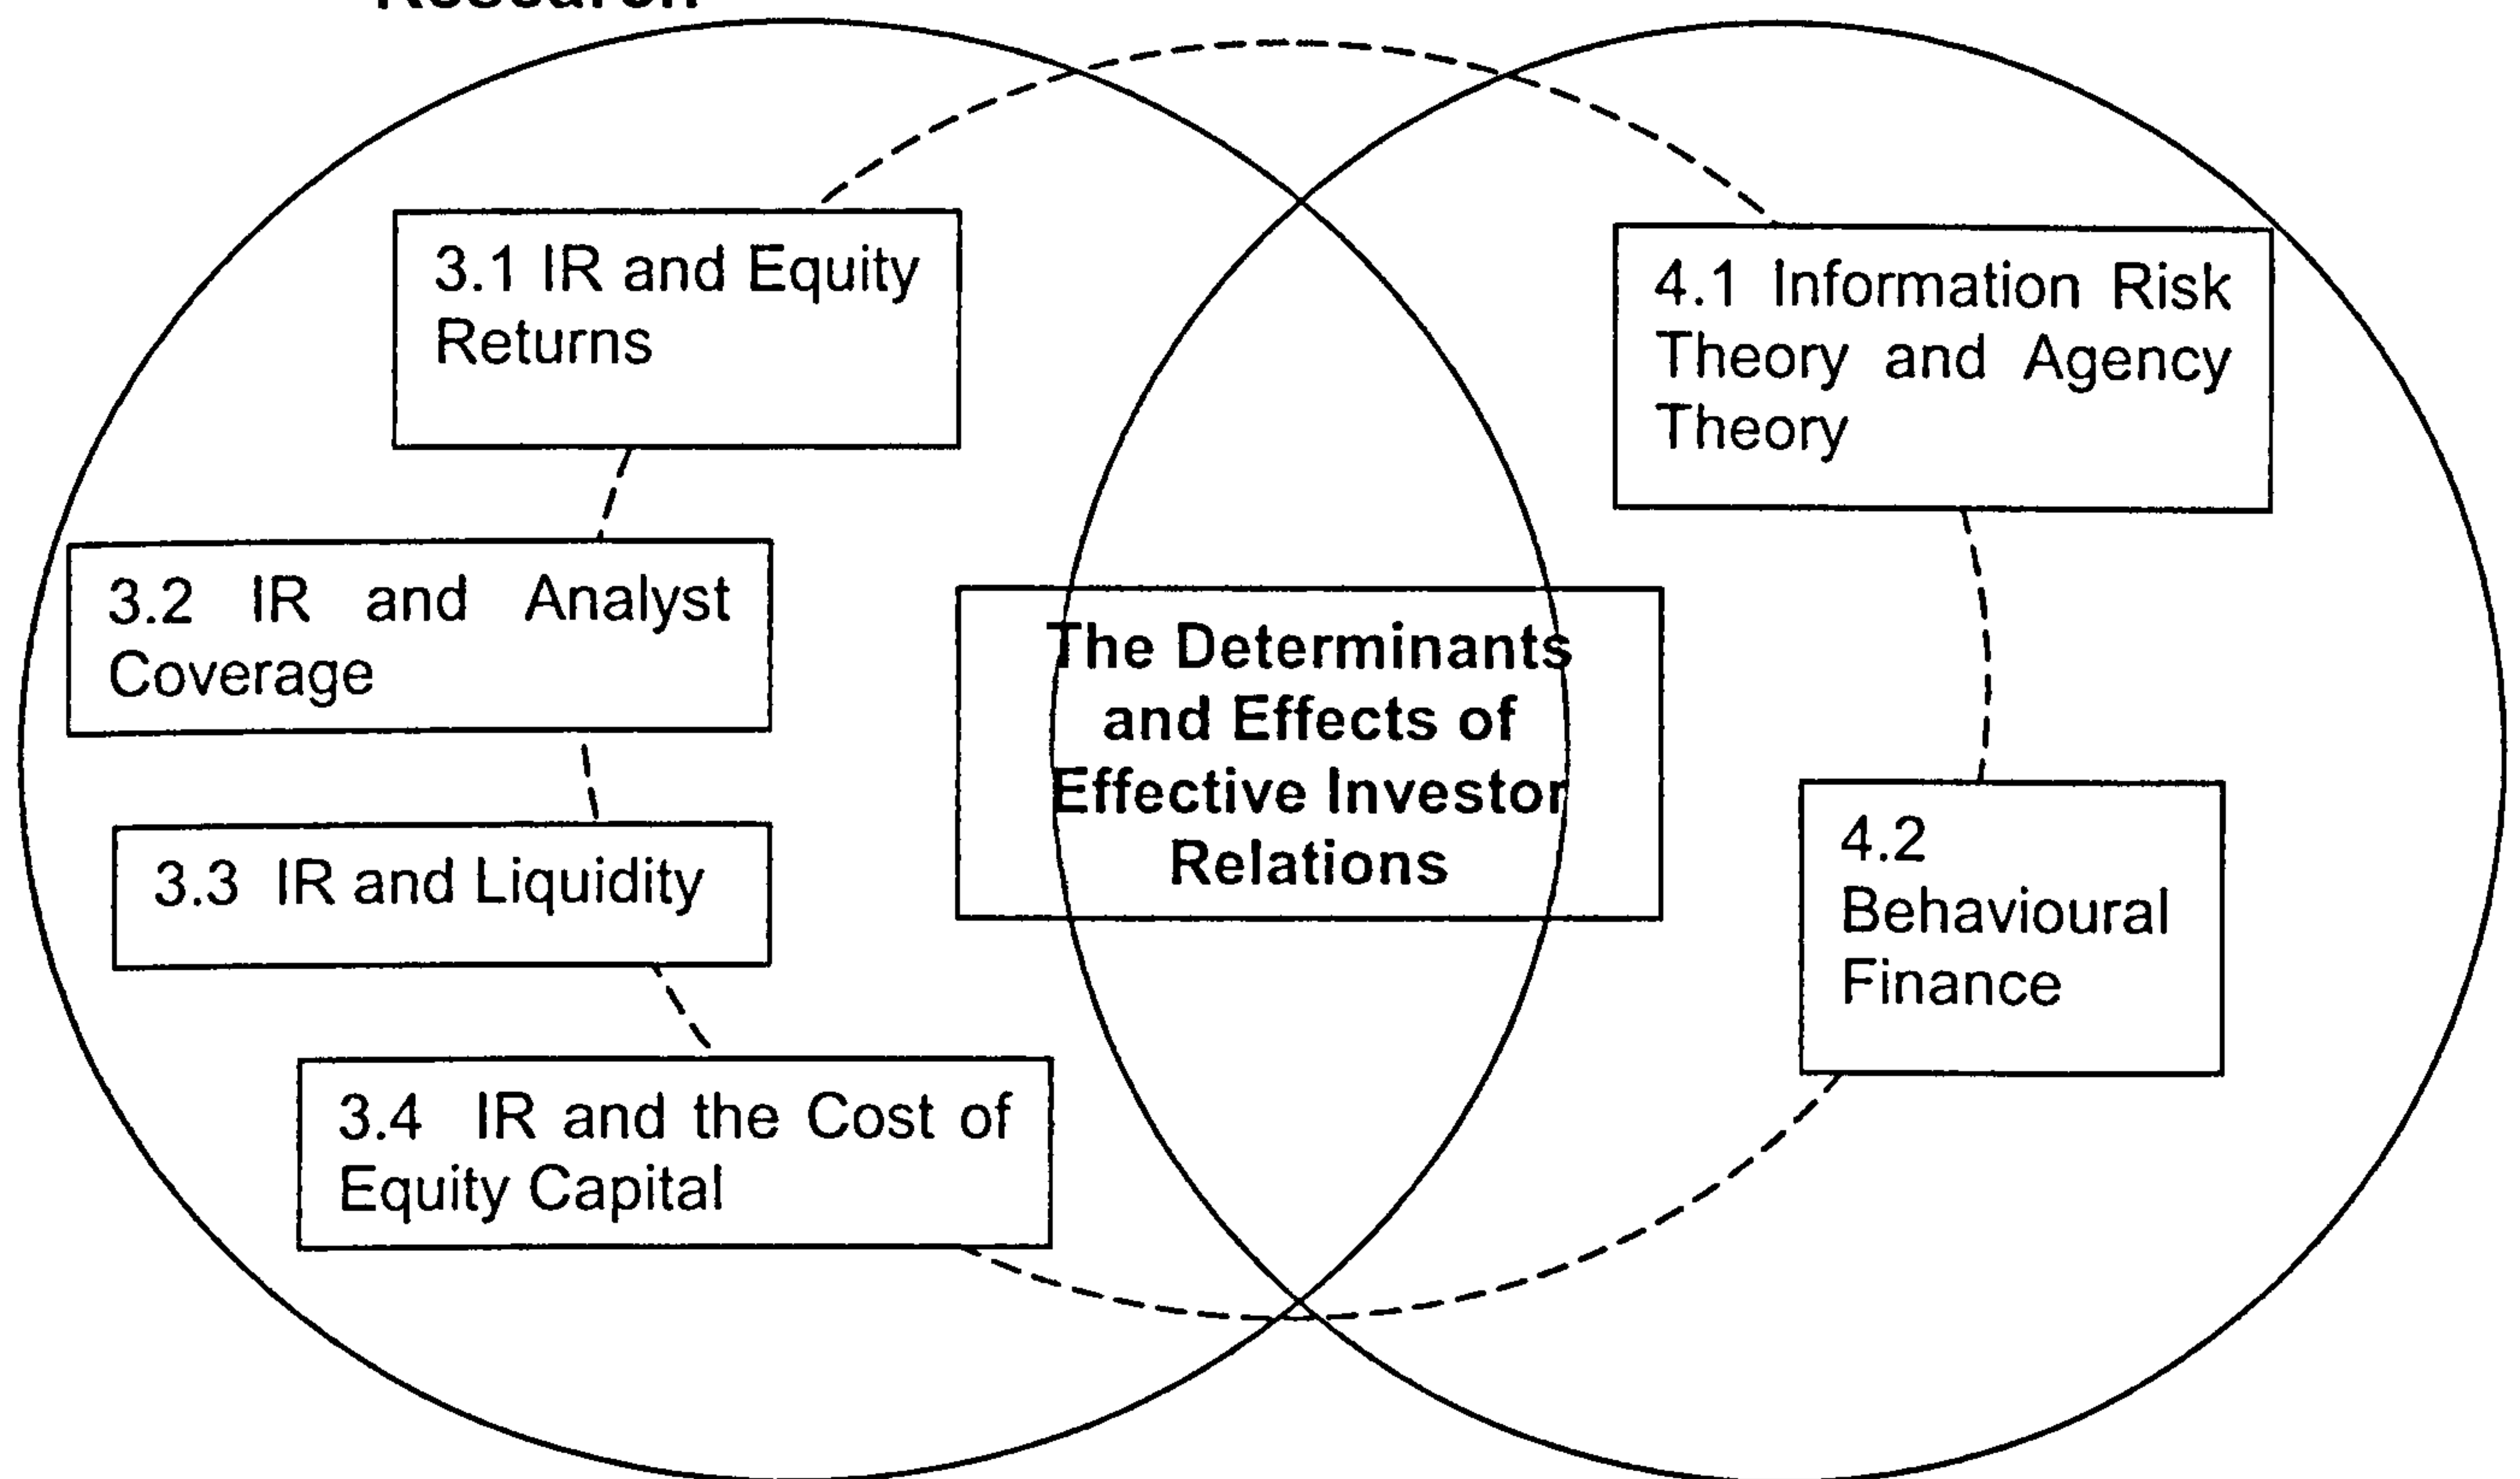 Research
3.1 IR and Equity
Returns
3.2 IR and Analyst
Coverage
3.3 IR and Liquidity
3.4 IR and the Cost of
Equity Capital
The Determinants
and Effects of
Effective Investor
Relations
4.1 Information Risk
Theory and Agency
Theory
4.2
Behavioural
Finance